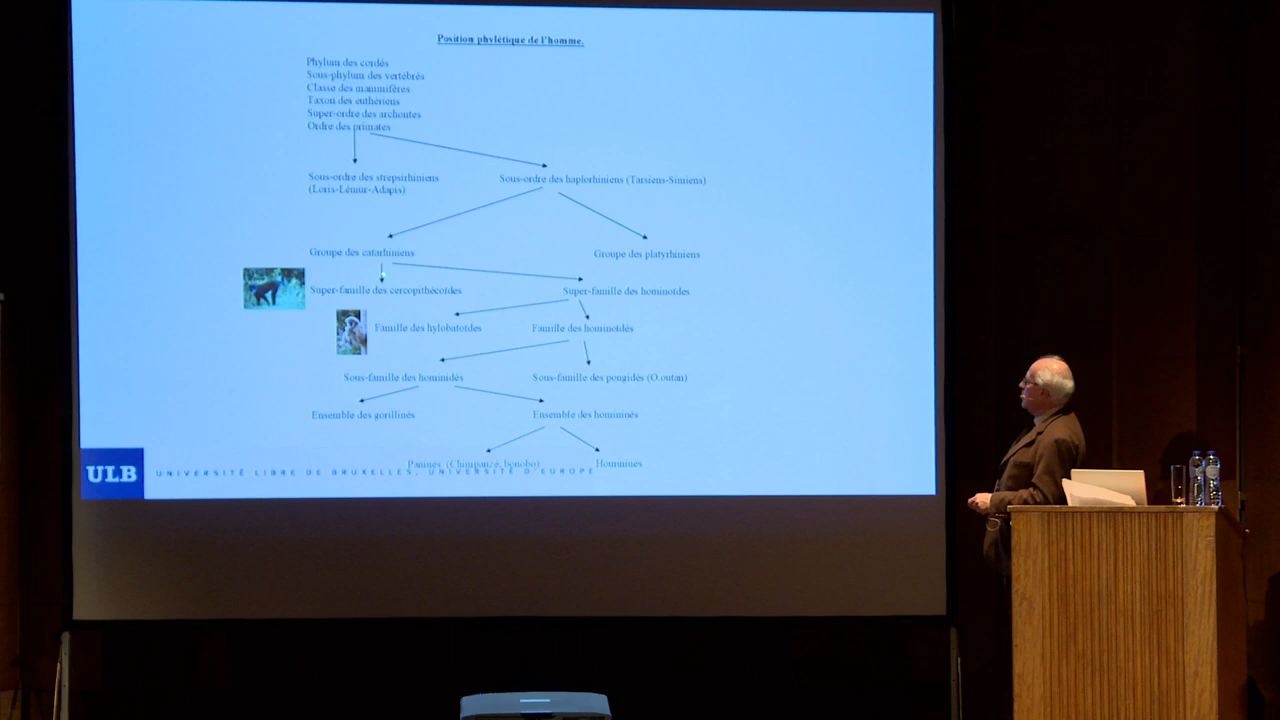 Position phylétique de l'homme.
Phylum des cordés
Sous-phylum des vertébrés
Classe des mammifères
Taxon des euthériens
Super-ordre des archontes
Ordre des primates
Sous-ordre des strepsirhiniens
(Loris-Lémur-Adapis)
Sous-ordre des haplorhiniens (Tarsiens-Simiens)
Groupe des catarhiniens
Groupe des platyrhiniens
Super-famille des cercopithécoïdes
Super-famille des hominoïdes
Famille des hylobatoïdes
Famille des hominoïdés
Sous-famille des hominidés
Sous-famille des pongidés (O.outan)
Ensemble des gorillinés
Ensemble des homininés
Paninés (Chimpanzé, bonobo)
Hominines
ULB
UNIVERSITÉ LIBRE DE BRUXELLES, UNIVERSITÉ D'EUROPE